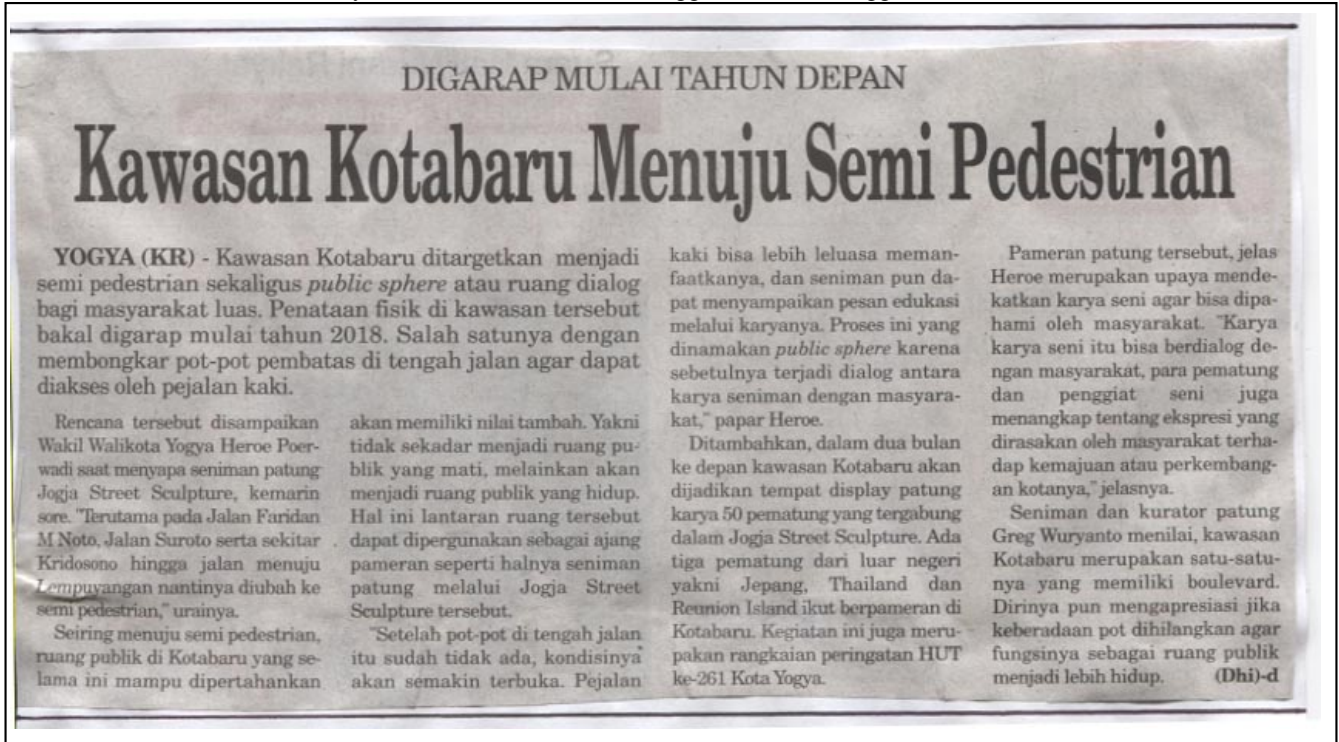 DIGARAP MULAI TAHUN DEPAN
Kawasan Kotabaru Menuju Semi Pedestrian
YOGYA (KR) - Kawasan Kotabaru ditargetkan menjadi
semi pedestrian sekaligus public sphere atau ruang dialog
bagi masyarakat luas. Penataan fisik di kawasan tersebut
bakal digarap mulai tahun 2018. Salah satunya dengan
membongkar pot-pot pembatas di tengah jalan agar dapat
diakses oleh pejalan kaki.
Rencana tersebut disampaikan
Wakil Walikota Yogya Heroe Poer-
wadi saat menyapa seniman patung
Jogja Street Sculpture, kemarin
sore. "Terutama pada Jalan Faridan
M Noto, Jalan Suroto serta sekitar
Kridosono hingga jalan menuju
Lempuyangan nantinya diubah ke
semi pedestrian," urainya.
Seiring menuju semi pedestrian,
ruang publik di Kotabaru yang se-
lama ini mampu dipertahankan
akan memiliki nilai tambah. Yakni
tidak sekadar menjadi ruang pu-
blik yang mati, melainkan akan
menjadi ruang publik yang hidup.
Hal ini lantaran ruang tersebut
dapat dipergunakan sebagai ajang
pameran seperti halnya seniman
patung melalui Jogja Street
Sculpture tersebut.
"Setelah pot-pot di tengah jalan
itu sudah tidak ada, kondisinya
akan semakin terbuka. Pejalan
kaki bisa lebih leluasa meman-
faatkanya, dan seniman pun da-
pat menyampaikan pesan edukasi
melalui karyanya. Proses ini yang
dinamakan public sphere karena
sebetulnya terjadi dialog antara
karya seniman dengan masyara-
kat," papar Heroe.
Ditambahkan, dalam dua bulan
ke depan kawasan Kotabaru akan
dijadikan tempat display patung
karya 50 pematung yang tergabung
dalam Jogja Street Sculpture. Ada
tiga pematung dari luar negeri
yakni Jepang, Thailand dan
Reunion Island ikut berpameran di
Kotabaru. Kegiatan ini juga meru-
pakan rangkaian peringatan HUT
ke-261 Kota Yogya.
Pameran patung tersebut, jelas
Heroe merupakan upaya mende-
katkan karya seni agar bisa dipa-
hami oleh masyarakat. "Karya
karya seni itu bisa berdialog de-
ngan masyarakat, para pematung
dan penggiat seni juga
menangkap tentang ekspresi yang
dirasakan oleh masyarakat terha-
dap kemajuan atau perkembang-
an kotanya," jelasnya.
Seniman dan kurator patung
Greg Wuryanto menilai, kawasan
Kotabaru merupakan satu-satu-
nya yang memiliki boulevard.
Dirinya pun mengapresiasi jika
keberadaan pot dihilangkan agar
fungsinya sebagai ruang publik
menjadi lebih hidup. (Dhi)-d